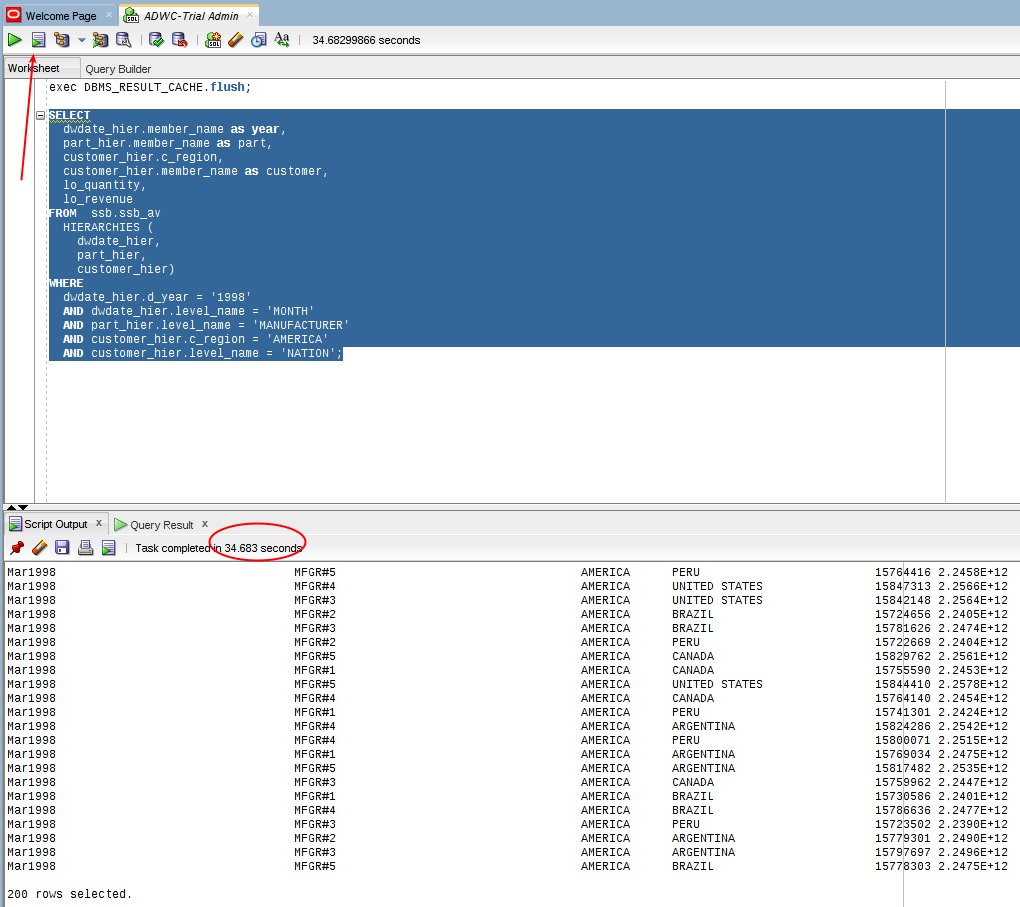 Welcome Page ADWC-Trial Admin
34.68299866 seconds
Worksheet Query Builder
exec DBMS_RESULT_CACHE.flush;
SELECT
dwdate_hier.member_name as year,
part_hier.member_name as part,
customer_hier.c_region,
customer_hier.member_name as customer,
lo_quantity,
lo_revenue
FROM ssb.ssb_av
HIERARCHIES (
dwdate_hier,
part_hier,
customer_hier)
WHERE
dwdate_hier.d_year = '1998'
AND dwdate_hier.level_name = 'MONTH'
AND part_hier.level_name = 'MANUFACTURER'
AND customer_hier.c_region = 'AMERICA'
AND customer_hier.level_name = 'NATION';
Script Output x Query Result x
Task completed in 34.683 seconds
Mar1998 MFGR#5 AMERICA PERU 15764416 2.2458E+12
Mar1998 MFGR#4 AMERICA UNITED STATES 15847313 2.2566E+12
Mar1998 MFGR#3 AMERICA UNITED STATES 15842148 2.2564E+12
Mar1998 MFGR#2 AMERICA BRAZIL 15724656 2.2405E+12
Mar1998 MFGR#3 AMERICA BRAZIL 15781626 2.2474E+12
Mar1998 MFGR#2 AMERICA PERU 15722669 2.2404E+12
Mar1998 MFGR#5 AMERICA CANADA 15829762 2.2561E+12
Mar1998 MFGR#1 AMERICA CANADA 15755590 2.2453E+12
Mar1998 MFGR#5 AMERICA UNITED STATES 15844410 2.2578E+12
Mar1998 MFGR#4 AMERICA CANADA 15764140 2.2454E+12
Mar1998 MFGR#1 AMERICA PERU 15741301 2.2424E+12
Mar1998 MFGR#4 AMERICA ARGENTINA 15824286 2.2542E+12
Mar1998 MFGR#4 AMERICA PERU 15800071 2.2515E+12
Mar1998 MFGR#1 AMERICA ARGENTINA 15769034 2.2475E+12
Mar1998 MFGR#5 AMERICA ARGENTINA 15817482 2.2535E+12
Mar1998 MFGR#3 AMERICA CANADA 15759962 2.2447E+12
Mar1998 MFGR#1 AMERICA BRAZIL 15730586 2.2401E+12
Mar1998 MFGR#4 AMERICA BRAZIL 15786636 2.2477E+12
Mar1998 MFGR#3 AMERICA PERU 15723502 2.2390E+12
Mar1998 MFGR#2 AMERICA ARGENTINA 15779301 2.2490E+12
Mar1998 MFGR#3 AMERICA ARGENTINA 15797697 2.2496E+12
Mar1998 MFGR#5 AMERICA BRAZIL 15778303 2.2475E+12
200 rows selected.